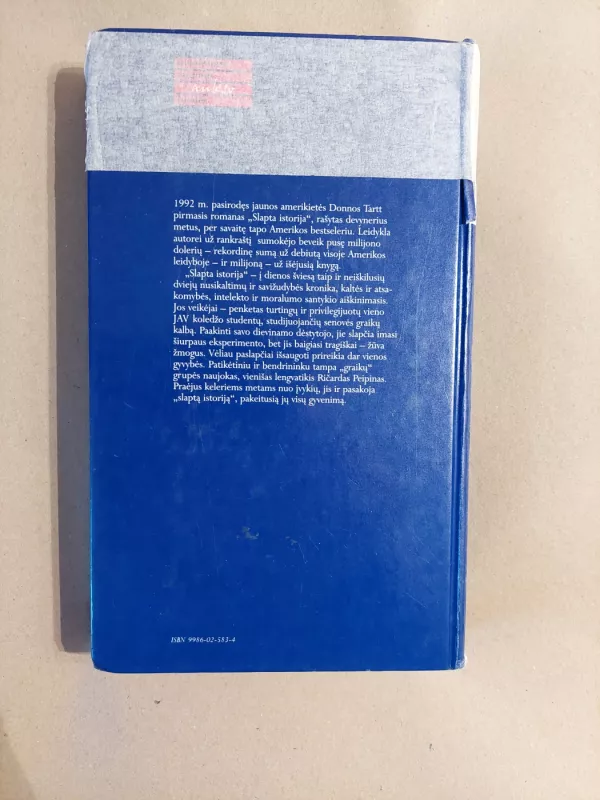 1992 m. pasirodęs jaunos amerikietės Donnos Tartt
pirmasis romanas „Slapta istorija“, rašytas devynerius
metus, per savaitę tapo Amerikos bestseleriu. Leidykla
autorei už rankraštį sumokėjo beveik pusę milijono
dolerių – rekordinę sumą už debiutą visoje Amerikos
leidyboje – ir milijoną – už išėjusią knygą.
„Slapta istorija“ – į dienos šviesą taip ir neiškilusių
dviejų nusikaltimų ir savižudybės kronika, kaltės ir atsa-
komybės, intelekto ir moralumo santykio aiškinimasis.
Jos veikėjai – penketas turtingų ir privilegijuotų vieno
JAV koledžo studentų, studijuojančių senovės graikų
kalbą. Paakinti savo dievinamo dėstytojo, jie slapčia imasi
šiurpaus eksperimento, bet jis baigiasi tragiškai – žūva
žmogus. Vėliau paslapčiai išsaugoti prireikia dar vienos
gyvybės. Patikėtiniu ir bendrininku tampa „graikų“
grupės naujokas, vienišas lengvatikis Ričardas Peipinas.
Praėjus keleriems metams nuo įvykių, jis ir pasakoja
„slaptą istoriją“, pakeitusią jų visų gyvenimą.
ISBN 9986-02-583-4